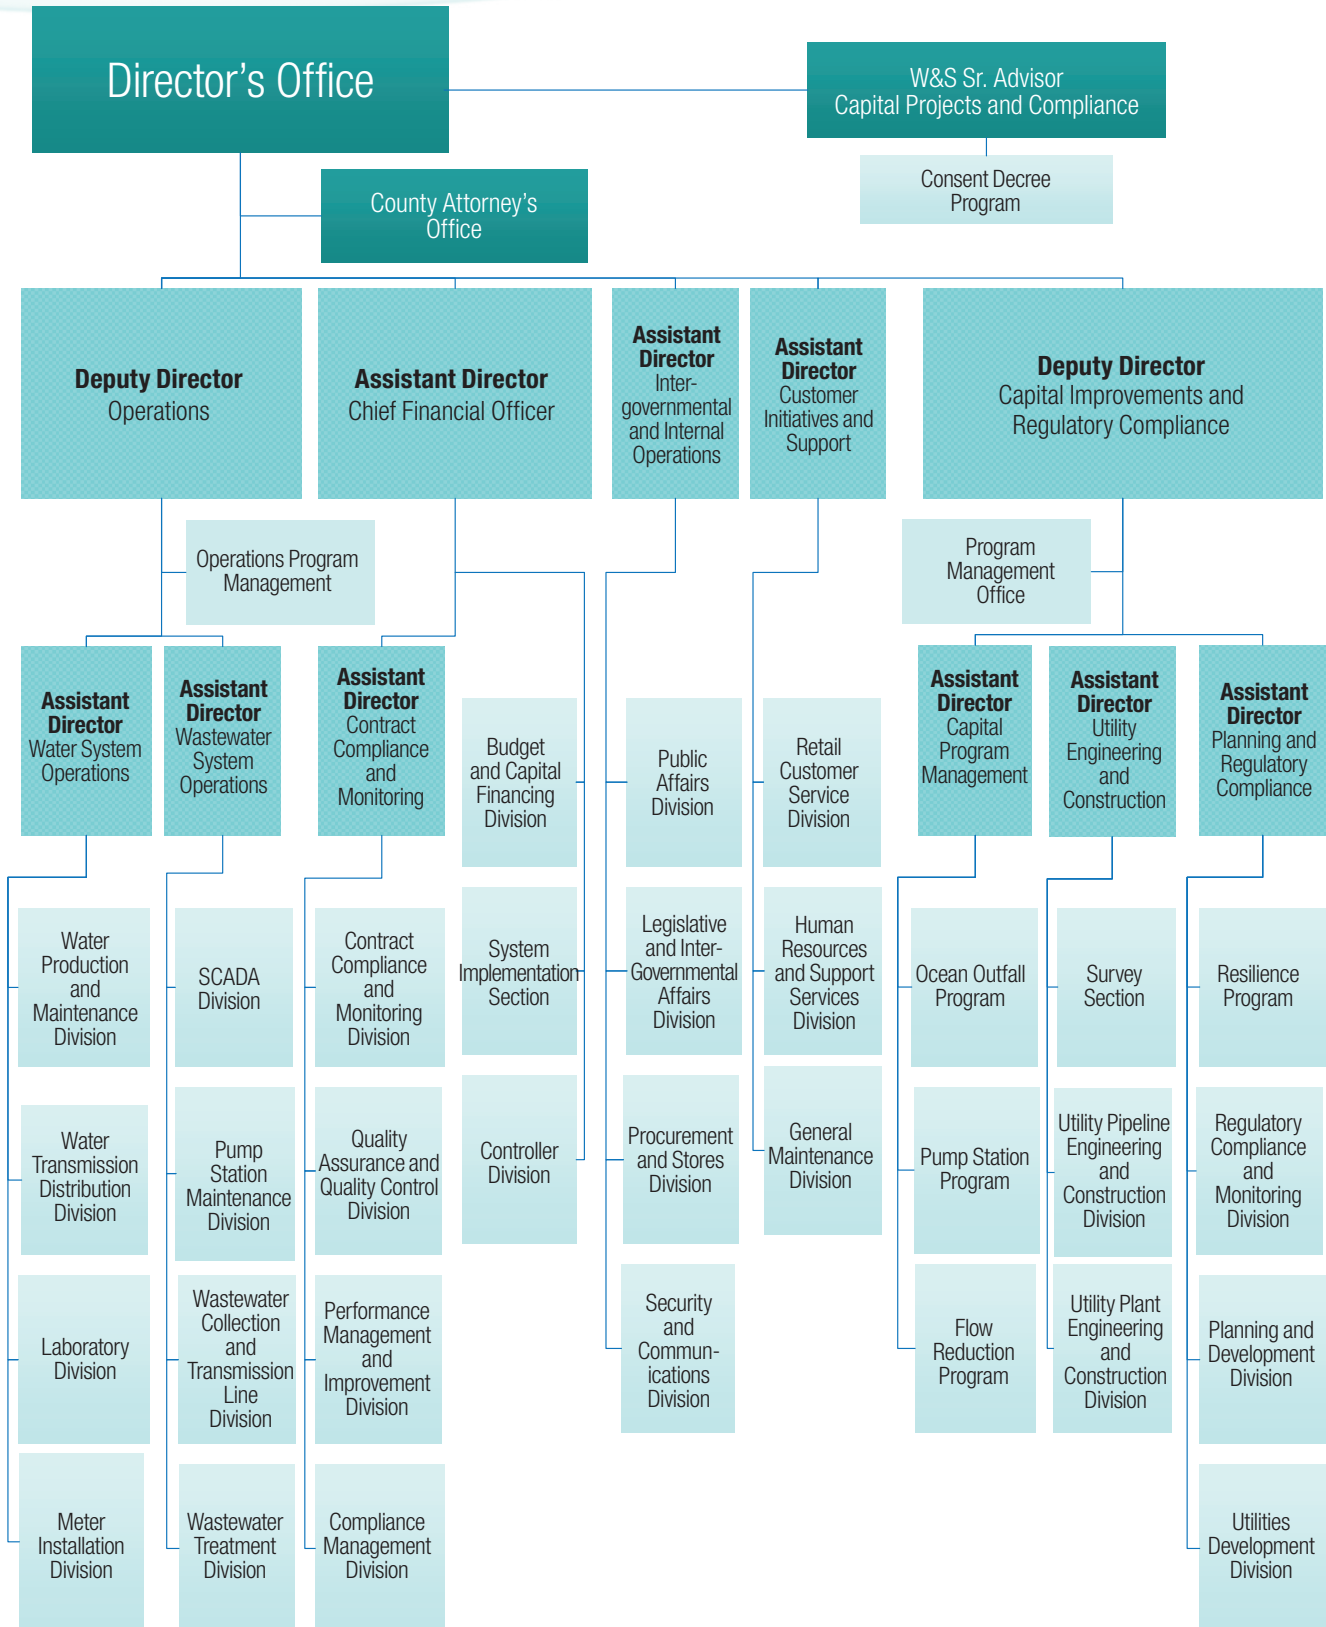 Director's Office
W&S Sr. Advisor
Capital Projects and Compliance
Consent Decree
Program
County Attorney's
Office
Deputy Director
Operations
Assistant Director
Chief Financial Officer
Assistant
Director
Inter-
governmental
and Internal
Operations
Assistant
Director
Customer
Initiatives and
Support
Deputy Director
Capital Improvements and
Regulatory Compliance
Operations Program
Management
Program
Management
Office
Assistant
Director
Water System
Operations
Assistant
Director
Wastewater
System
Operations
Assistant
Director
Contract
Compliance
and
Monitoring
Budget
and Capital
Financing
Division
Public
Affairs
Division
Retail
Customer
Service
Division
Assistant
Director
Capital
Program
Management
Assistant
Director
Utility
Engineering
and
Construction
Assistant
Director
Planning and
Regulatory
Compliance
Water
Production
and
Maintenance
Division
SCADA
Division
Contract
Compliance
and
Monitoring
Division
System
Implementation
Section
Legislative
and Inter-
Governmental
Affairs
Division
Human
Resources
and Support
Services
Division
Ocean Outfall
Program
Survey
Section
Resilience
Program
Water
Transmission
Distribution
Division
Pump
Station
Maintenance
Division
Quality
Assurance and
Quality Control
Division
Controller
Division
Procurement
and Stores
Division
General
Maintenance
Division
Pump Station
Program
Utility Pipeline
Engineering
and
Construction
Division
Regulatory
Compliance
and
Monitoring
Division
Laboratory
Division
Wastewater
Collection
and
Transmission
Line
Division
Performance
Management
and
Improvement
Division
Security
and
Commun-
ications
Division
Flow
Reduction
Program
Utility Plant
Engineering
and
Construction
Division
Planning and
Development
Division
Meter
Installation
Division
Wastewater
Treatment
Division
Compliance
Management
Division
Utilities
Development
Division